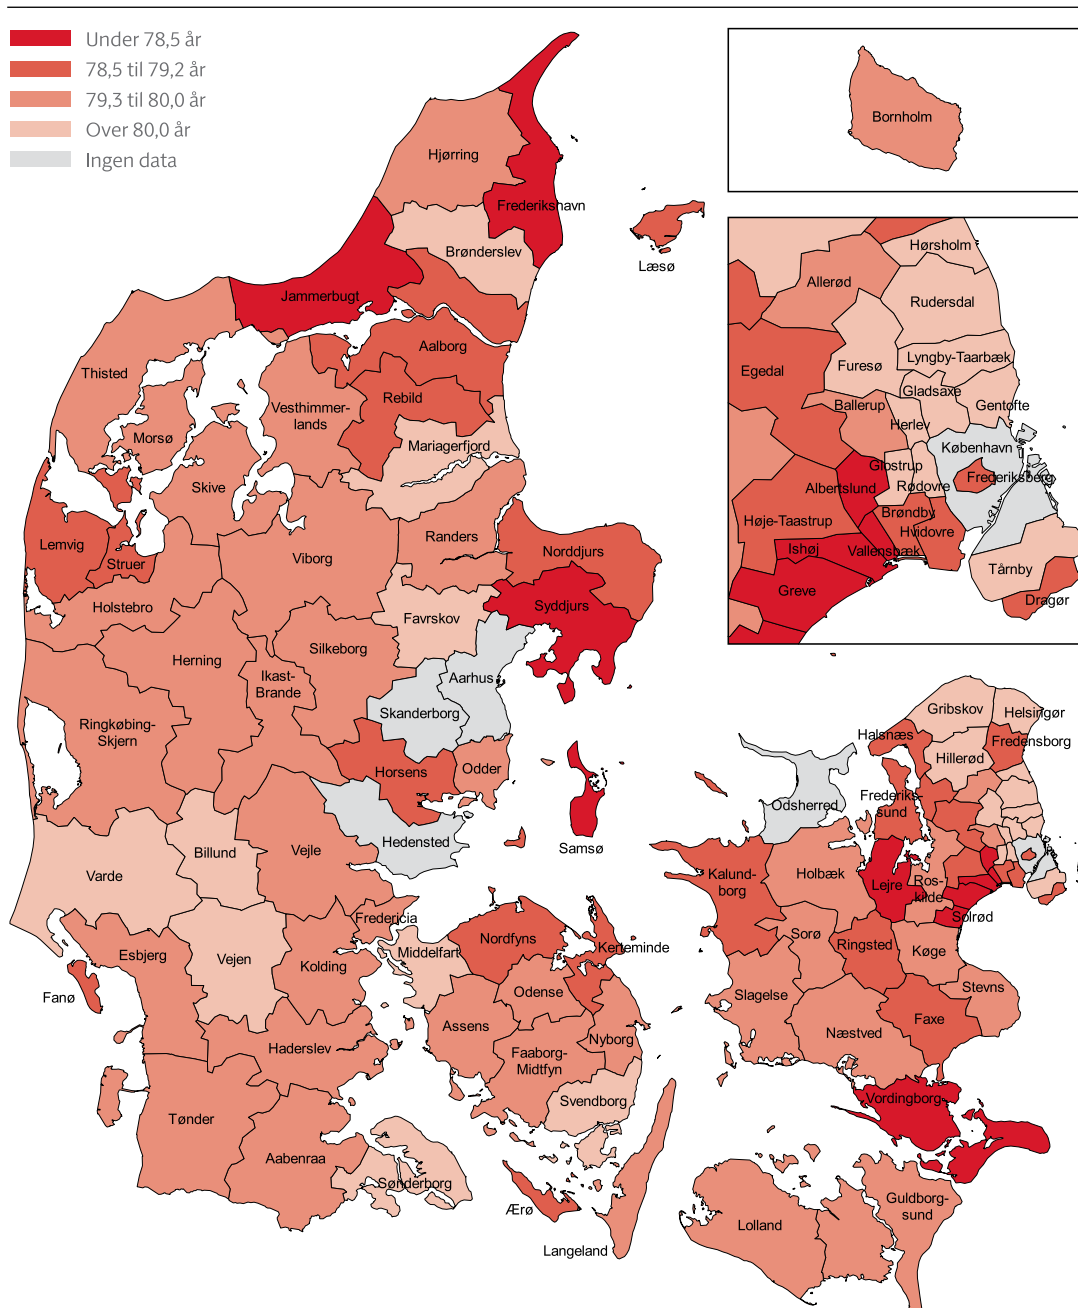 Under 78,5 år
78,5 til 79,2 år
79,3 til 80,0 år
Over 80,0 år
Ingen data
Bornholm
Hjørring
Frederikshavn
Brønderslev
Læsø
Jammerbugt
Aalborg
Thisted
Rebild
Vesthimmer-
lands
Morsø
Mariagerfjord
Skive
Lemvig
Struer
Viborg
Randers
Norddjurs
Holstebro
Syddjurs
Favrskov
Silkeborg
Herning
Ikast-
Brande
Aarhus
Skanderborg
Ringkøbing-
Skjern
Horsens
Odder
Hedensted
Samsø
Billund
Vejle
Varde
Fredericia
Esbjerg
Vejen
Kolding
Middelfart
Nordfyns
Kerteminde
Fanø
Odense
Assens
Nyborg
Haderslev
Faaborg-
Midtfyn
Svendborg
Tønder
Aabenraa
Sønderborg
Ærø
Langeland
Hørsholm
Allerød
Rudersdal
Lyngby-Taarbæk
Egedal
Furesø
Gladsaxe
Ballerup
Gentofte
Herlev
København
Glostrup
Frederiksberg
Albertslund
Rødovre
Brøndby
Høje-Taastrup
Hvidovre
Ishøj
Vallensbæk
Tårnby
Greve
Dragør
Gribskov
Helsingør
Halsnæs
Fredensborg
Hillerød
Odsherred
Frederiks-
sund
Kalund-
borg
Holbæk
Lejre
Ros-
kilde
Solrød
Sorø
Ringsted
Køge
Slagelse
Stevns
Næstved
Faxe
Vordingborg
Guldborg-
sund
Lolland